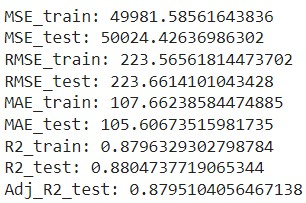 MSE_train: 49981.58561643836
MSE_test: 50024.42636986302
RMSE_train: 223.56561814473702
RMSE_test: 223.6614101043428
MAE_train: 107.66238584474885
MAE_test: 105.60673515981735
R2_train: 0.8796329302798784
R2_test: 0.8804737719065344
Adj_R2_test: 0.8795104056467138